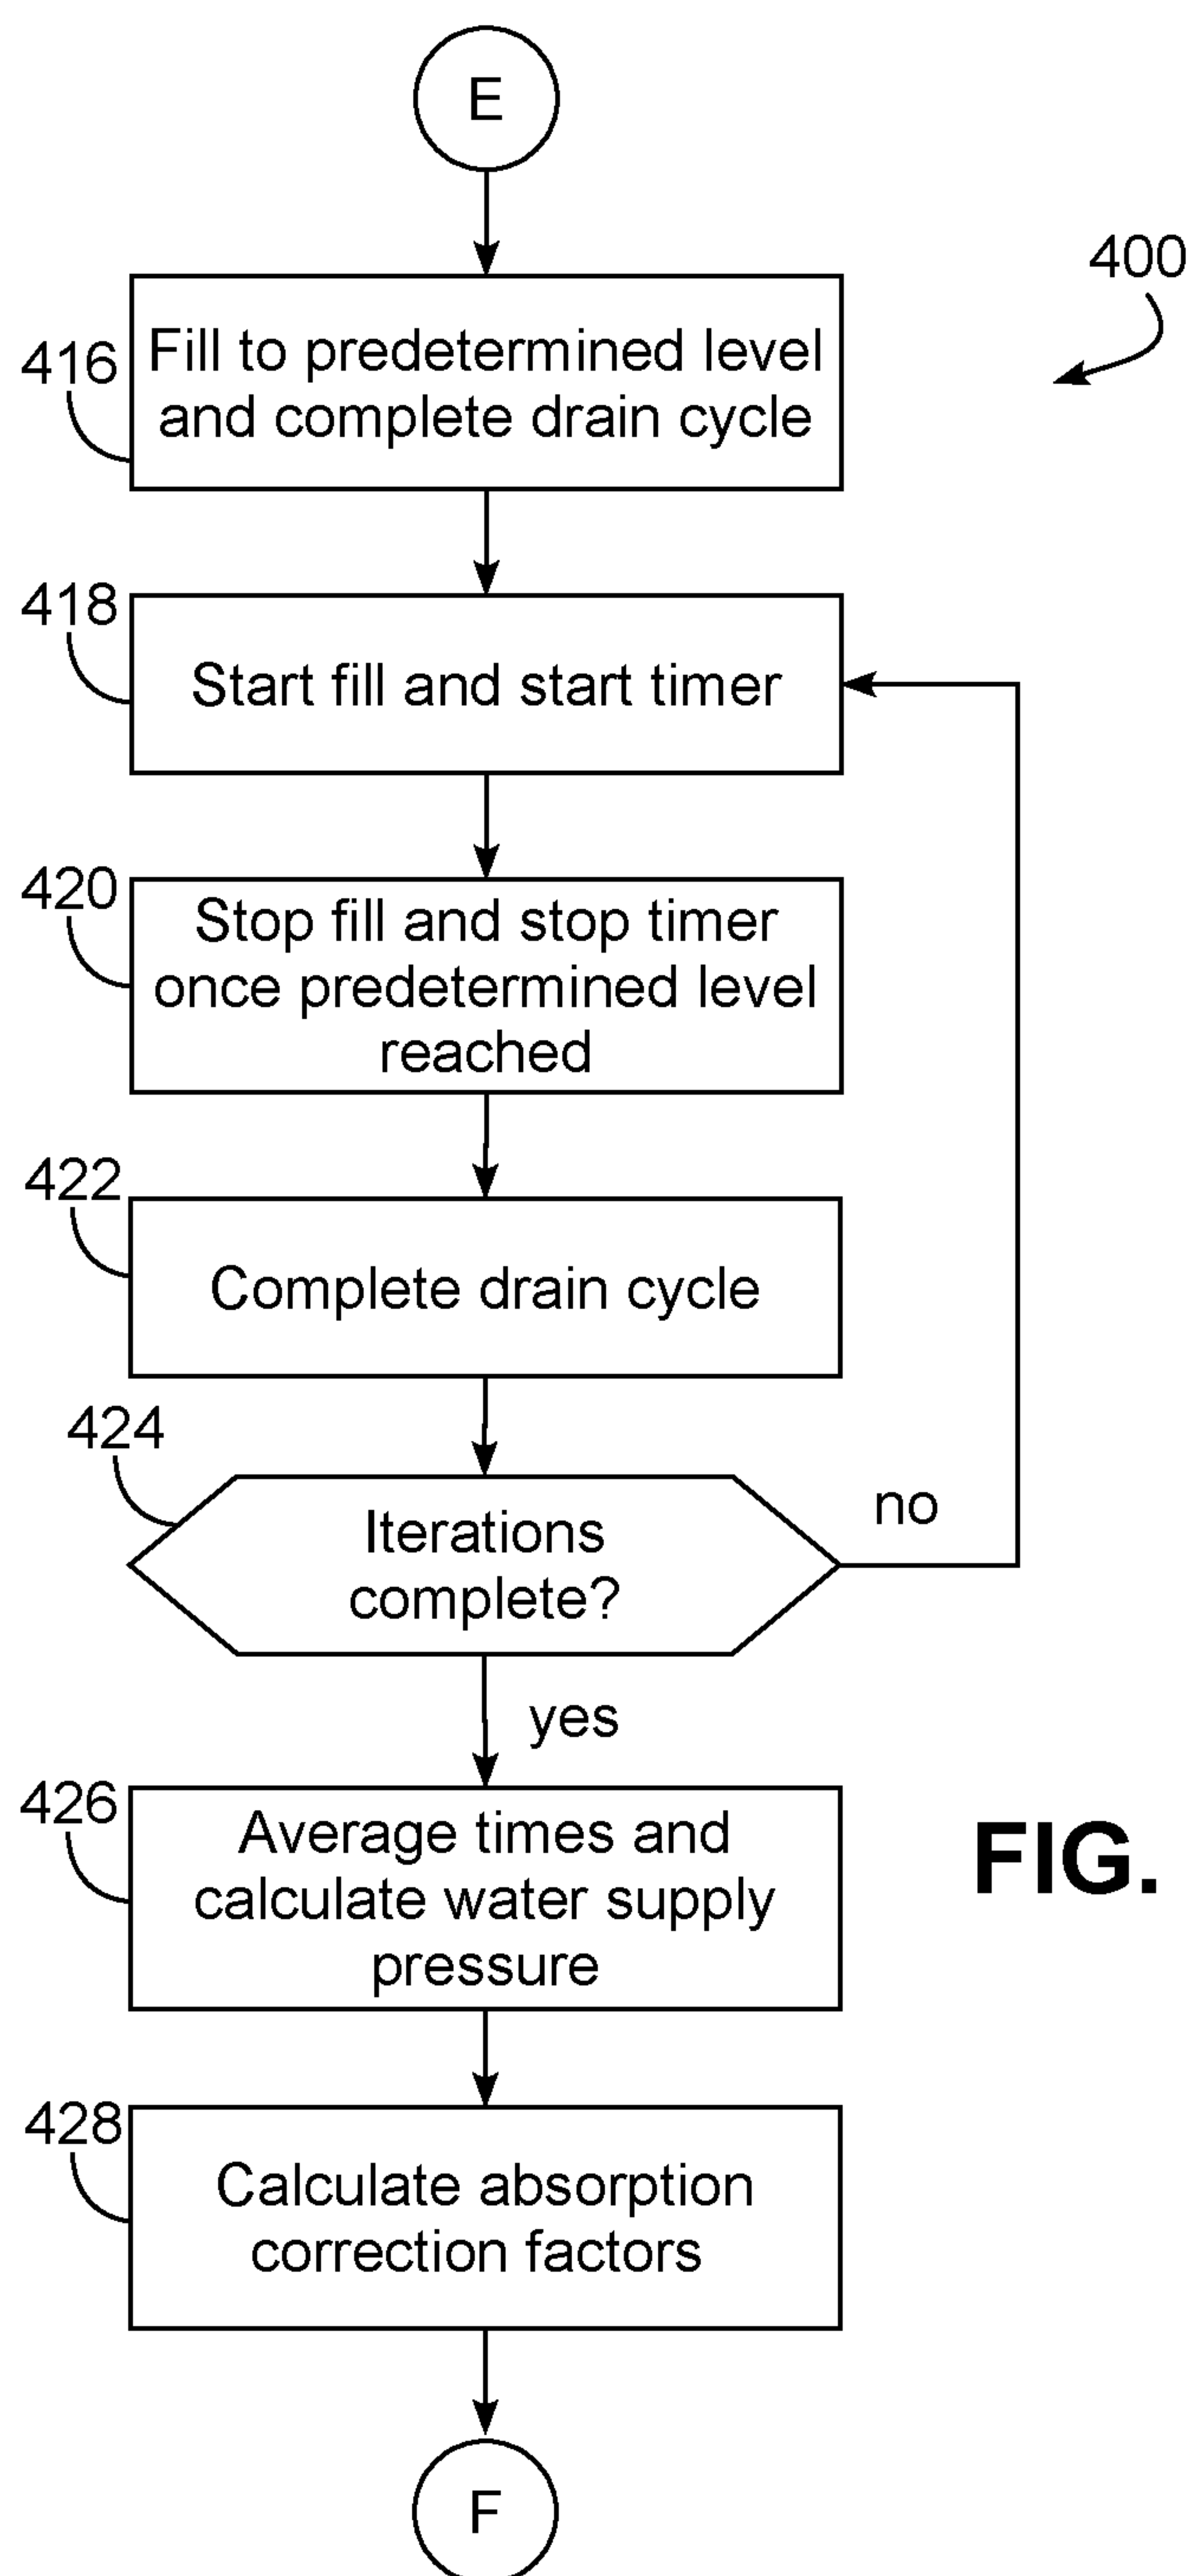 E
400
416
Fill to predetermined level
and complete drain cycle
418
Start fill and start timer
420
Stop fill and stop timer
once predetermined level
reached
422
Complete drain cycle
424
Iterations
complete?
no
yes
426
Average times and
calculate water supply
pressure
FIG.
428
Calculate absorption
correction factors
F